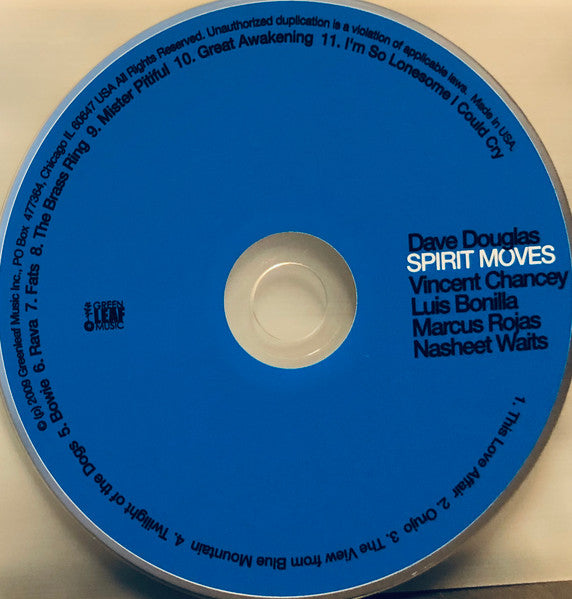 Dave Douglas
SPIRIT MOVES
Vincent Chancey
Luis Bonilla
Marcus Rojas
Nasheet Waits
GREEN
LEAF
MUSIC
1. This Love Affair 2. Orujo 3. The View from Blue Mountain 4. Twilight of the Dogs 5. Bowie 6. Rava 7. Fats 8. The Brass Ring 9. Mister Pitiful 10. Great Awakening 11. I'm So Lonesome I Could Cry
© (p) 2009 Greenleaf Music Inc., PO Box 477364, Chicago IL 60647 USA All Rights Reserved. Unauthorized duplication is a violation of applicable laws. Made in USA.